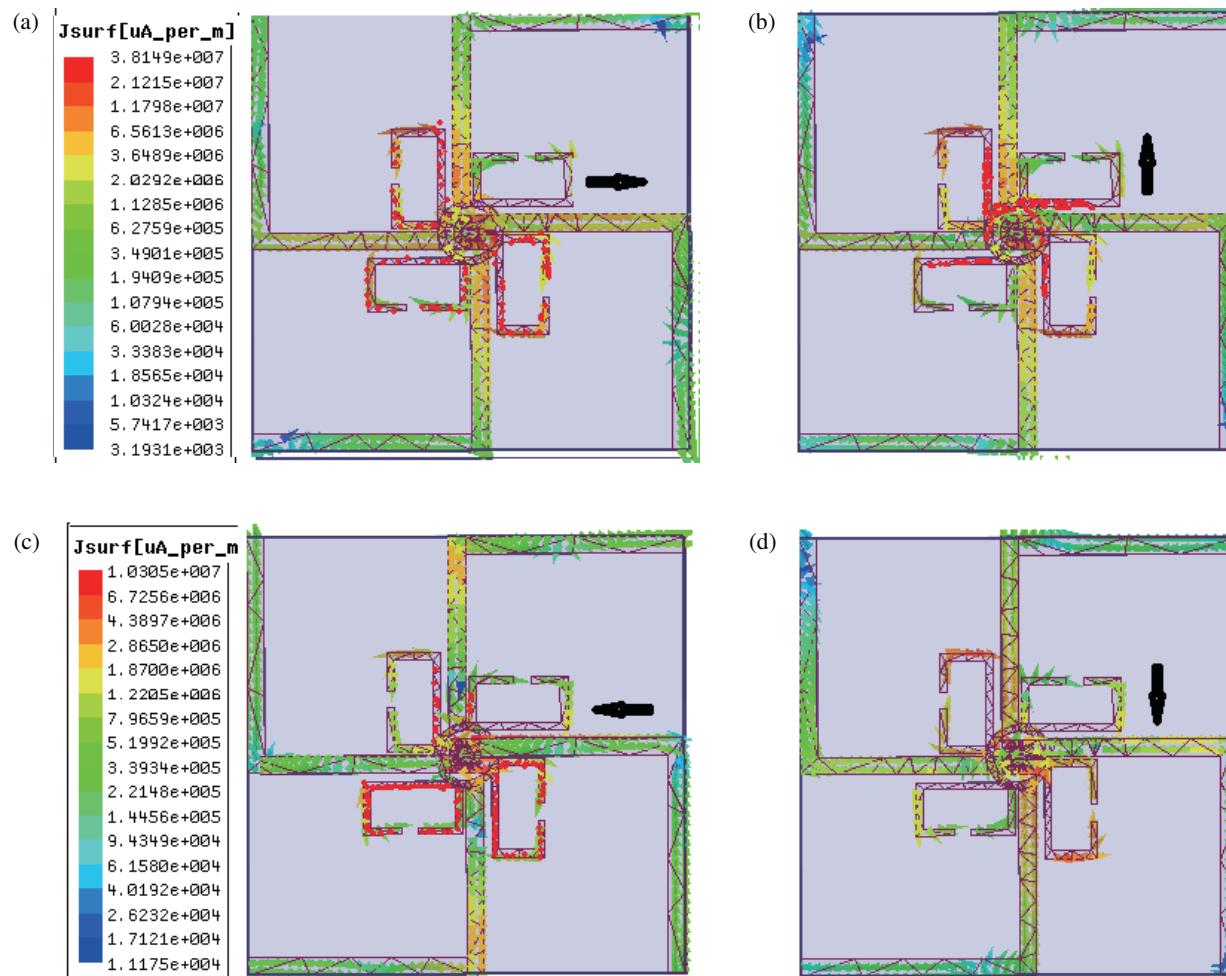 (a)
Jsurf[uA_per_m]
3.8149e+007
2.1215e+007
1.1798e+007
6.5613e+006
3.6489e+006
2.0292e+006
1.1285e+006
6.2759e+005
3.4901e+005
1.9409e+005
1.0794e+005
6.0028e+004
3.3383e+004
1.8565e+004
1.0324e+004
5.7417e+003
3.1931e+003
(b)
(c)
Jsurf[uA_per_m
1.0305e+007
6.7256e+006
4.3897e+006
2.8650e+006
1.8700e+006
1.2205e+006
7.9659e+005
5.1992e+005
3.3934e+005
2.2148e+005
1.4456e+005
9.4349e+004
6.1580e+004
4.0192e+004
2.6232e+004
1.7121e+004
1.1175e+004
(d)